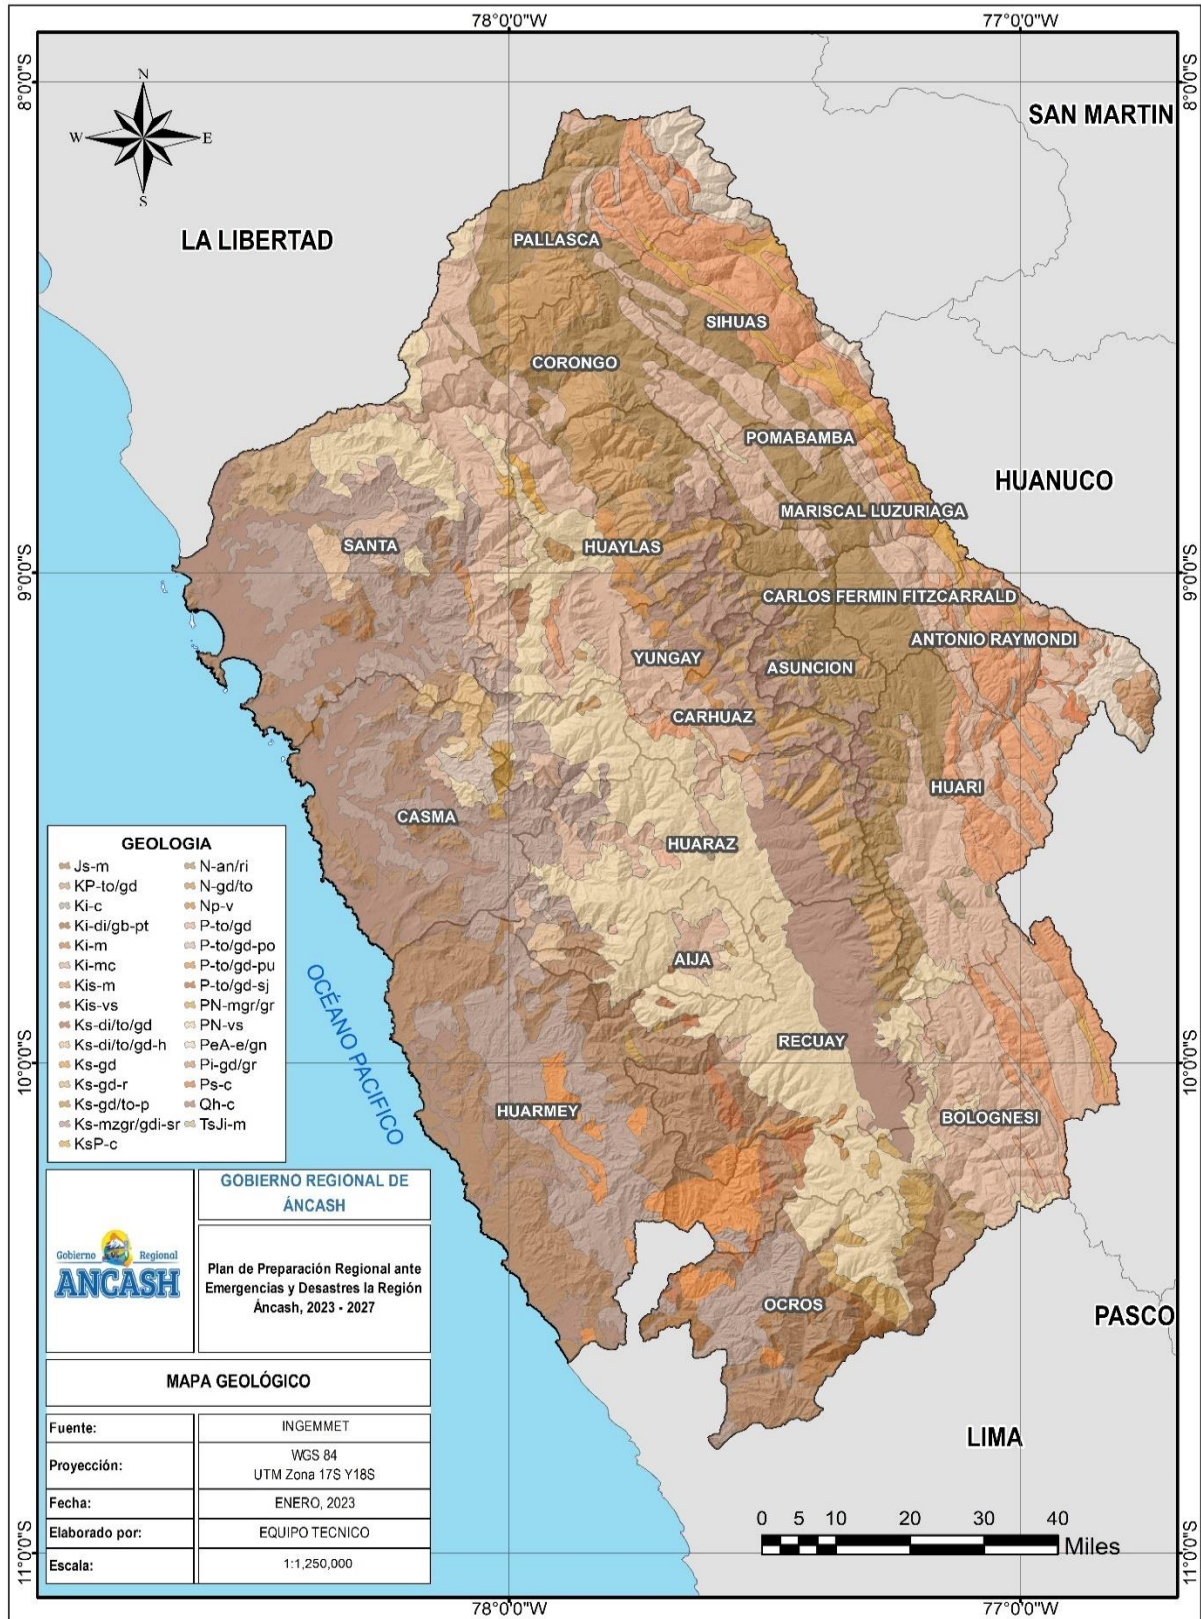 78°0'0"W
77°0'0"W
8°0'0"S
8°0'0"S
N
W
E
S
SAN MARTIN
LA LIBERTAD
PALLASCA
SIHUAS
CORONGO
POMABAMBA
HUANUCO
MARISCAL LUZURIAGA
SANTA
HUAYLAS
9°0'0"S
9°0'0"S
CARLOS FERMIN FITZCARRALD
ANTONIO RAYMONDI
YUNGAY
ASUNCION
CARHUAZ
HUARI
CASMA
HUARAZ
AIJA
OCÉANO PACIFICO
RECUAY
10°0'0"S
10°0'0"S
HUARMEY
BOLOGNESI
OCROS
PASCO
LIMA
GEOLOGIA
Js-m
KP-to/gd
Ki-c
Ki-di/gb-pt
Ki-m
Ki-mc
Kis-m
Kis-vs
Ks-di/to/gd
Ks-di/to/gd-h
Ks-gd
Ks-gd-r
Ks-gd/to-p
Ks-mzgr/gdi-sr
KsP-c
N-an/ri
N-gd/to
Np-v
P-to/gd
P-to/gd-po
P-to/gd-pu
P-to/gd-sj
PN-mgr/gr
PN-vs
PeA-e/gn
Pi-gd/gr
Ps-c
Qh-c
TsJi-m
Gobierno Regional
ANCASH
GOBIERNO REGIONAL DE
ÁNCASH
Plan de Preparación Regional ante
Emergencias y Desastres la Región
Áncash, 2023 - 2027
MAPA GEOLÓGICO
Fuente: INGEMMET
Proyección: WGS 84
UTM Zona 17S Y18S
Fecha: ENERO, 2023
Elaborado por: EQUIPO TECNICO
Escala: 1:1,250,000
0 5 10 20 30 40
Miles
11°0'0"S
11°0'0"S
78°0'0"W
77°0'0"W